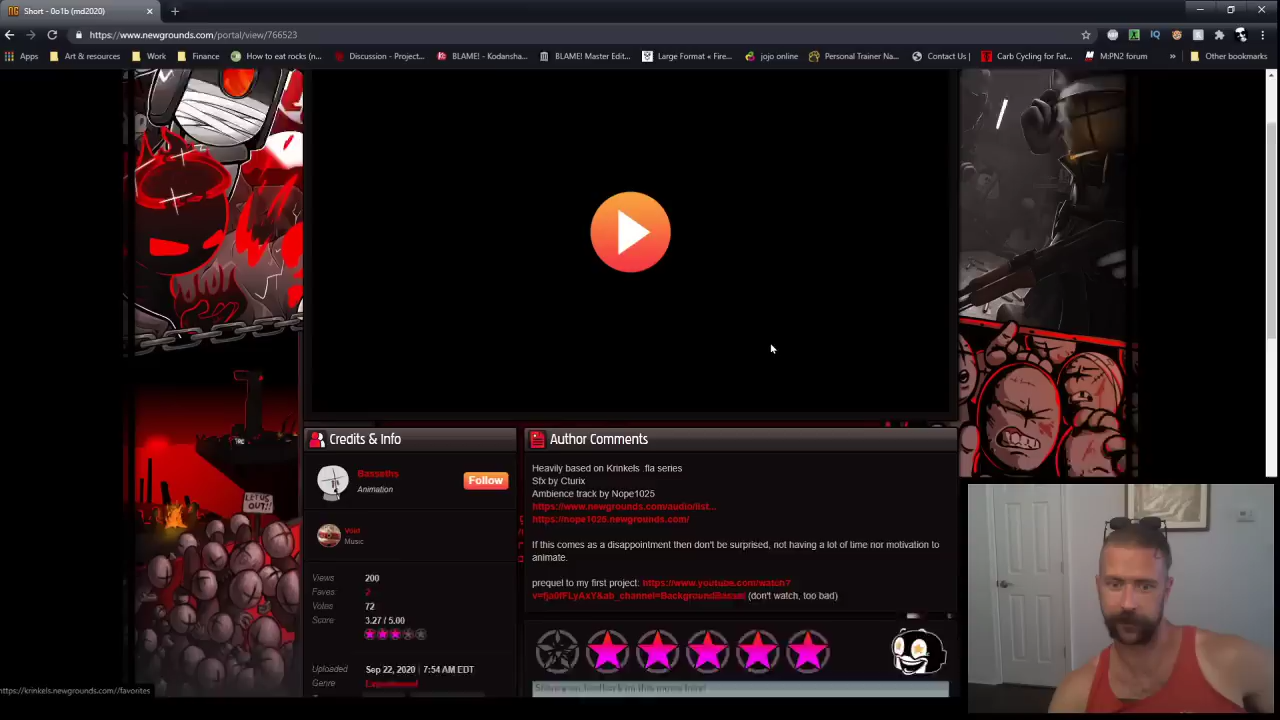 Short - 0o1b (md2020)
https://www.newgrounds.com/portal/view/766523
Apps Art & resources Work Finance How to eat rocks (n... Discussion - Project... BLAME! - Kodansha... BLAME! Master Edit... Large Format • Fire... jojo online Personal Trainer Na... Contact Us | Carb Cycling for Fat... M:PN2 forum » Other bookmarks
LET US OUT!!
Credits & Info
Basseths
Animation
Follow
Void
Music
Views 200
Faves 2
Votes 72
Score 3.27 / 5.00
Uploaded Sep 22, 2020 | 7:54 AM EDT
Genre Experimental
Author Comments
Heavily based on Krinkels .fla series
Sfx by Cturix
Ambience track by Nope1025
https://www.newgrounds.com/audio/list...
https://nope1025.newgrounds.com/
If this comes as a disappointment then don't be surprised, not having a lot of time nor motivation to
animate.
prequel to my first project: https://www.youtube.com/watch?
(don't watch, too bad)
https://krinkels.newgrounds.com//favorites